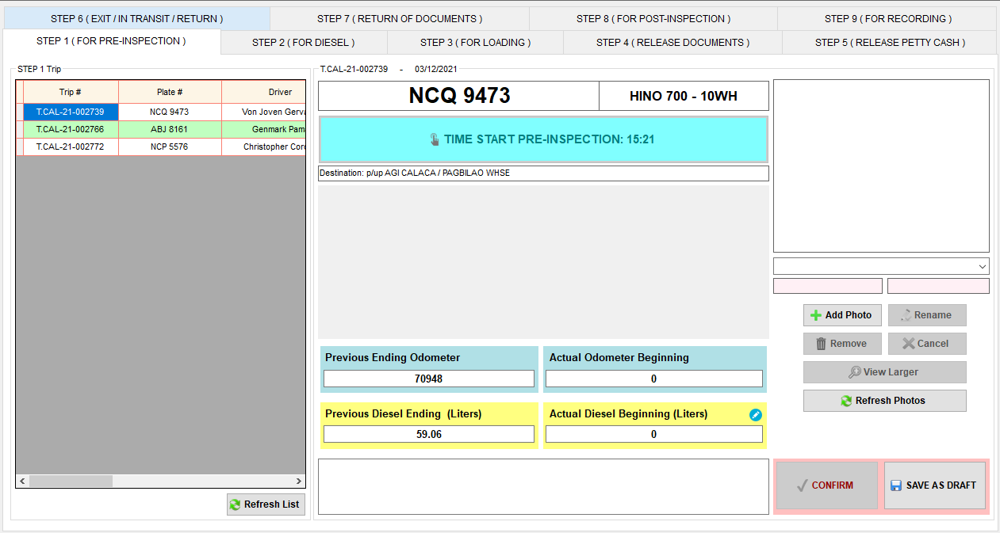 STEP 6 ( EXIT / IN TRANSIT / RETURN )
STEP 7 ( RETURN OF DOCUMENTS )
STEP 8 ( FOR POST-INSPECTION )
STEP 9 ( FOR RECORDING )
STEP 1 ( FOR PRE-INSPECTION )
STEP 2 ( FOR DIESEL )
STEP 3 ( FOR LOADING )
STEP 4 ( RELEASE DOCUMENTS )
STEP 5 ( RELEASE PETTY CASH )
STEP 1 Trip
Trip # Plate # Driver
T.CAL-21-002739 NCQ 9473 Von Joven Gerva
T.CAL-21-002766 ABJ 8161 Genmark Pam
T.CAL-21-002772 NCP 5576 Christopher Cord
Refresh List
T.CAL-21-002739 - 03/12/2021
NCQ 9473
HINO 700 - 10WH
TIME START PRE-INSPECTION: 15:21
Destination: p/up AGI CALACA / PAGBILAO WHSE
Previous Ending Odometer
70948
Actual Odometer Beginning
0
Previous Diesel Ending (Liters)
59.06
Actual Diesel Beginning (Liters)
0
Add Photo
Rename
Remove
Cancel
View Larger
Refresh Photos
CONFIRM
SAVE AS DRAFT